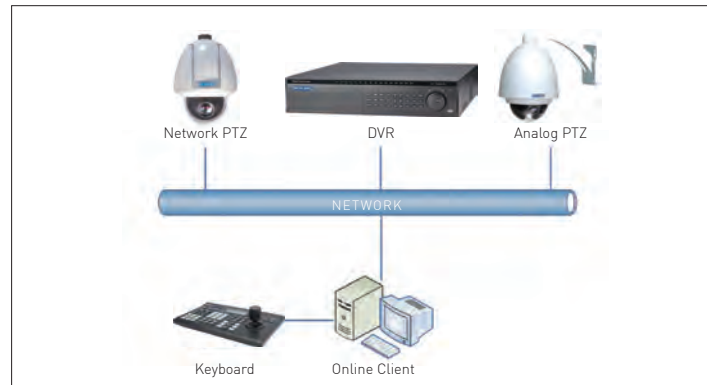 Network PTZ
DVR
Analog PTZ
NETWORK
Keyboard
Online Client